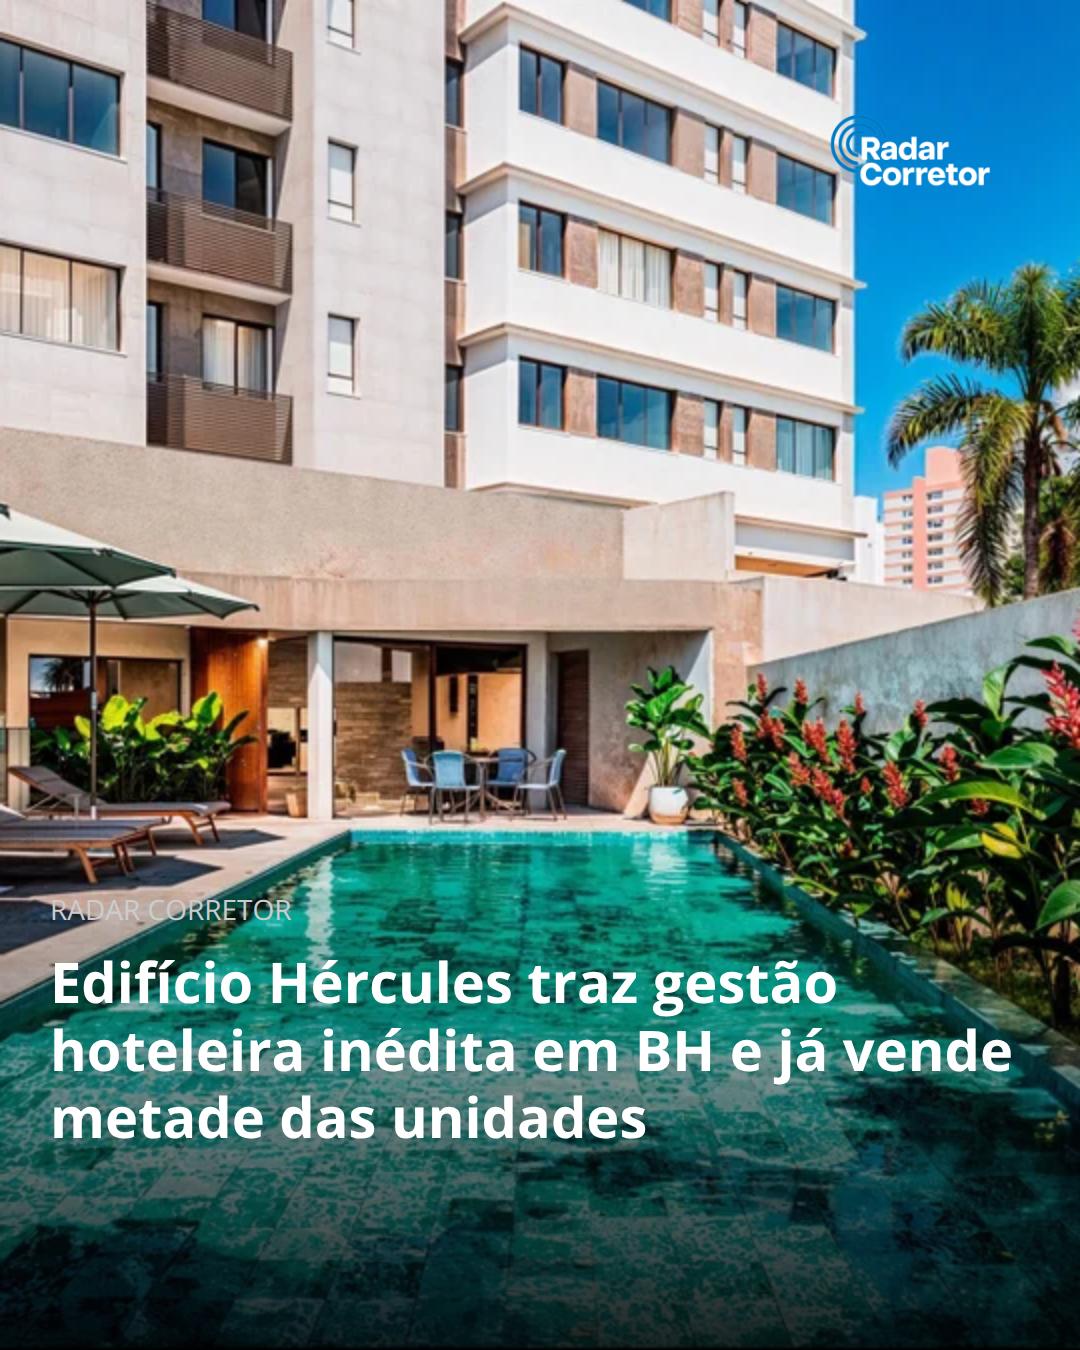 Radar
Corretor
RADAR CORRETOR
Edifício Hércules traz gestão
hoteleira inédita em BH e já vende
metade das unidades